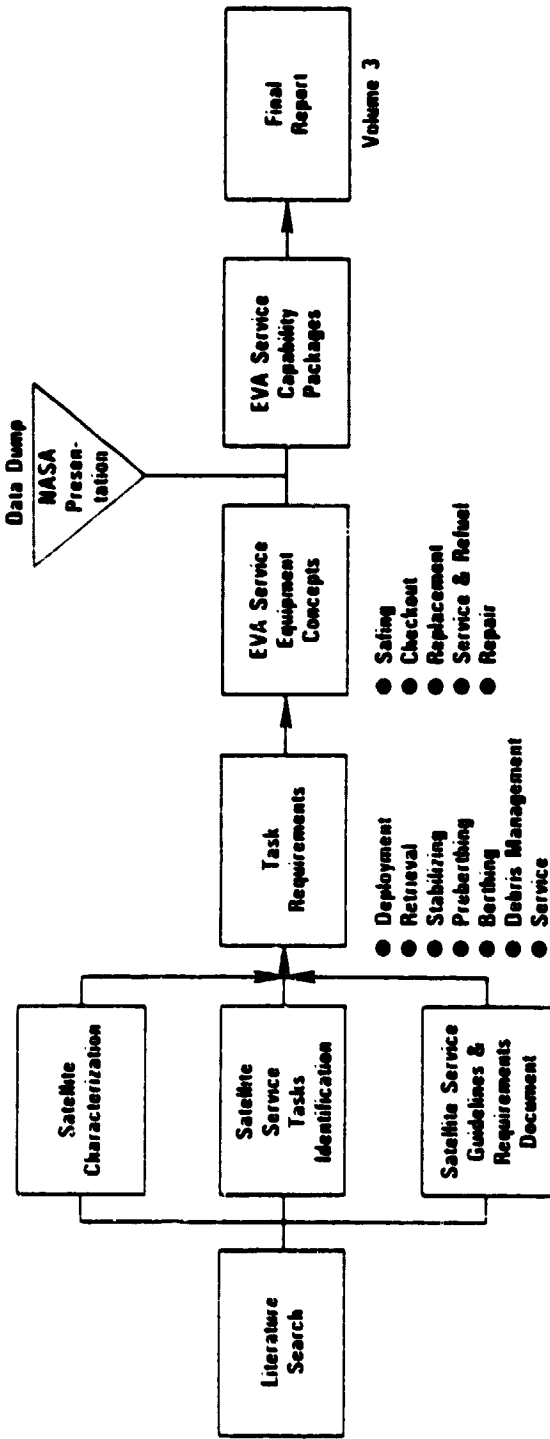 Literature
Search
Satellite
Characterization
Satellite
Service
Tasks
Identification
Satellite Service
Guidelines &
Requirements
Document
Task
Requirements
● Deployment
● Retrieval
● Stabilizing
● Preberthing
● Berthing
● Debris Management
● Service
EVA Service
Equipment
Concepts
● Safing
● Checkout
● Replacement
● Service & Refuel
● Repair
Data Dump
NASA
Presen-
tation
EVA Service
Capability
Packages
Final
Report
Volume 3